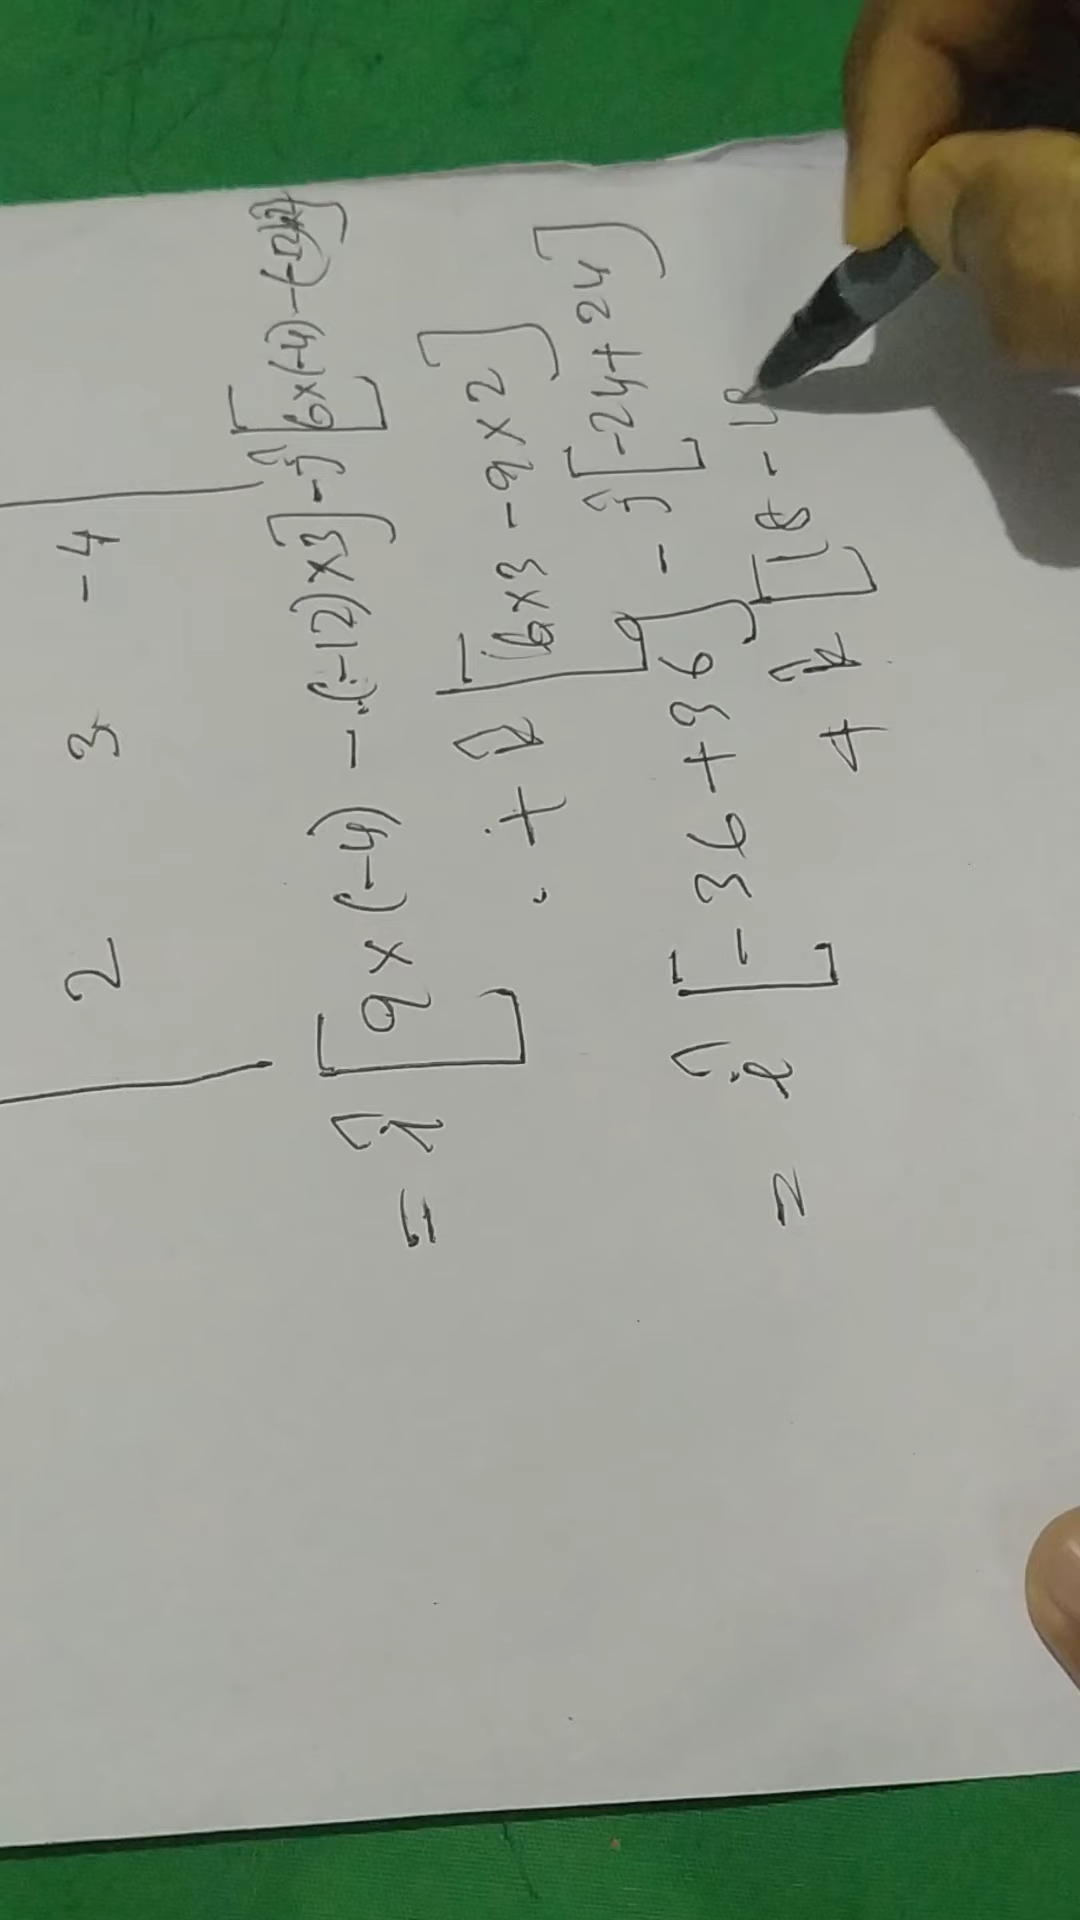 2 3 -4
= î [9×(-4) - (-12)×3] - ĵ [6×(-4) - (-12)×2]
+ k̂ [6×3 - 9×2]
= î [-36 + 36] - ĵ [-24 + 24]
+ k̂ [18 - 18